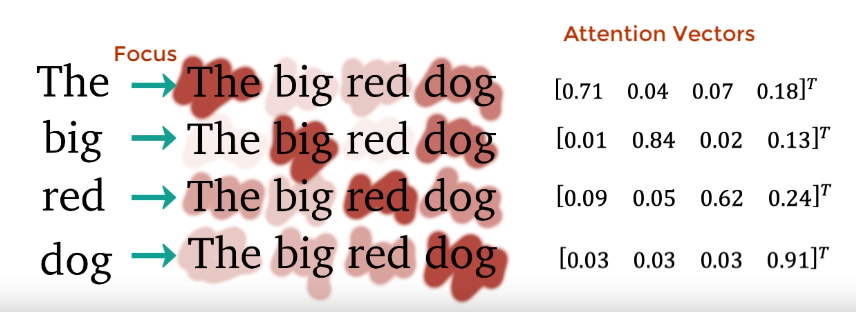 Attention Vectors
Focus
The → The big red dog [0.71 0.04 0.07 0.18]ᵀ
big → The big red dog [0.01 0.84 0.02 0.13]ᵀ
red → The big red dog [0.09 0.05 0.62 0.24]ᵀ
dog → The big red dog [0.03 0.03 0.03 0.91]ᵀ